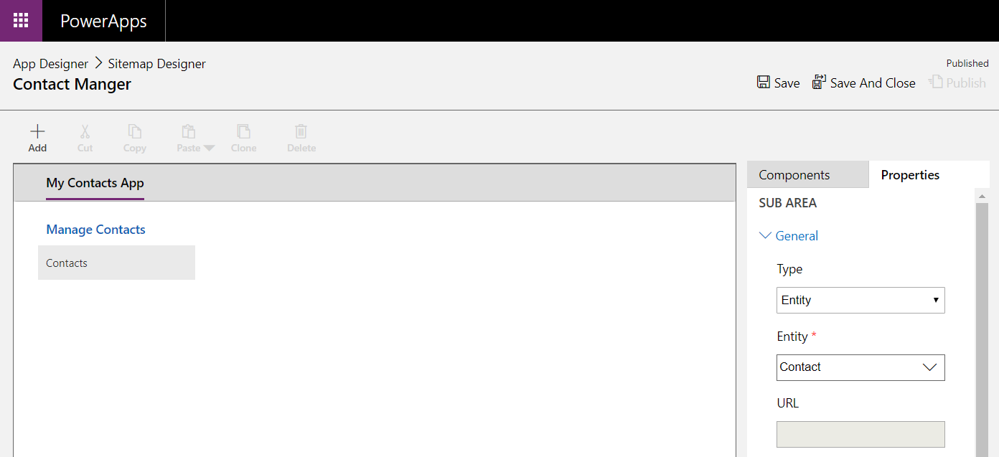 PowerApps
App Designer > Sitemap Designer
Contact Manger
Published
Save Save And Close Publish
Add Cut Copy Paste Clone Delete
My Contacts App
Manage Contacts
Contacts
Components Properties
SUB AREA
General
Type
Entity
Entity *
Contact
URL